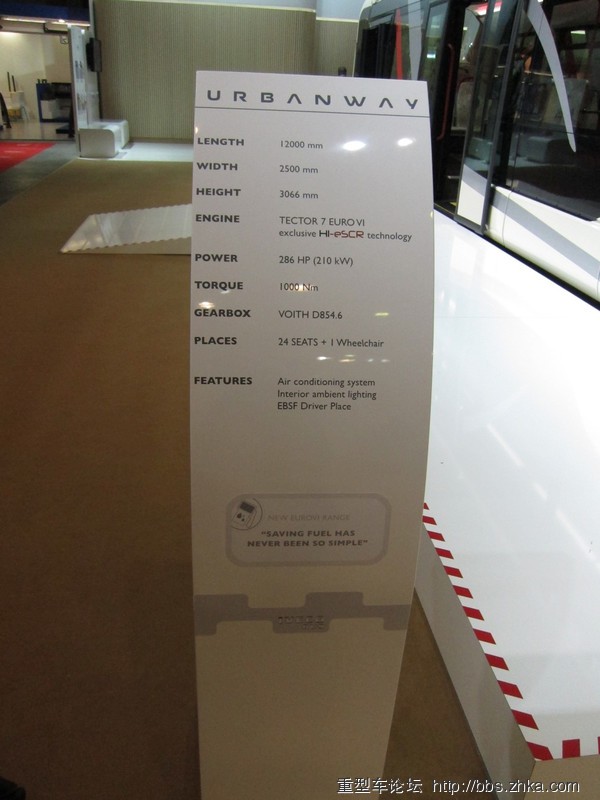 URBANWAY
LENGTH 12000 mm
WIDTH 2500 mm
HEIGHT 3066 mm
ENGINE TECTOR 7 EURO VI
exclusive HI-eSCR technology
POWER 286 HP (210 kW)
TORQUE 1000 Nm
GEARBOX VOITH D854.6
PLACES 24 SEATS + 1 Wheelchair
FEATURES Air conditioning system
Interior ambient lighting
EBSF Driver Place
NEW EUROVI RANGE
"SAVING FUEL HAS
NEVER BEEN SO SIMPLE"
重型车论坛 http://bbs.zhka.com